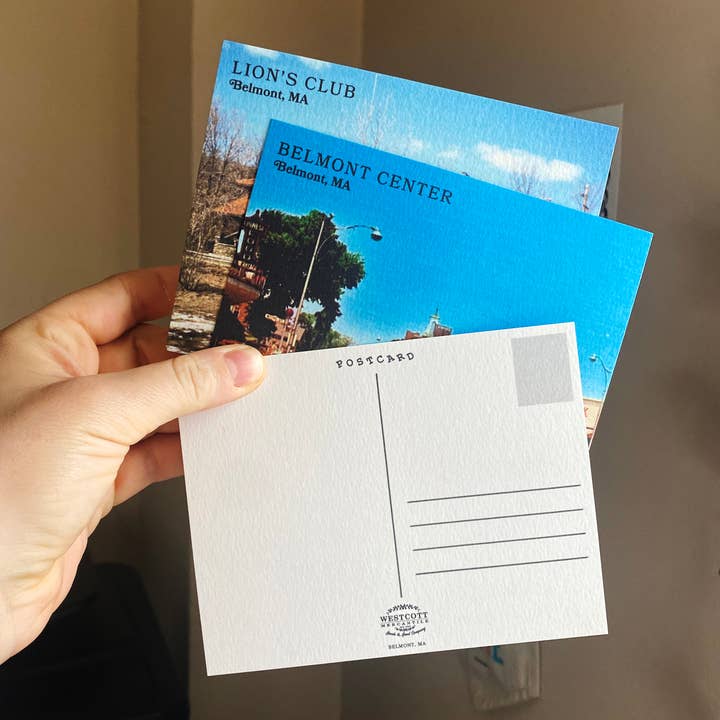 LION'S CLUB
Belmont, MA
BELMONT CENTER
Belmont, MA
POSTCARD
WESTCOTT
MERCANTILE
BELMONT, MA